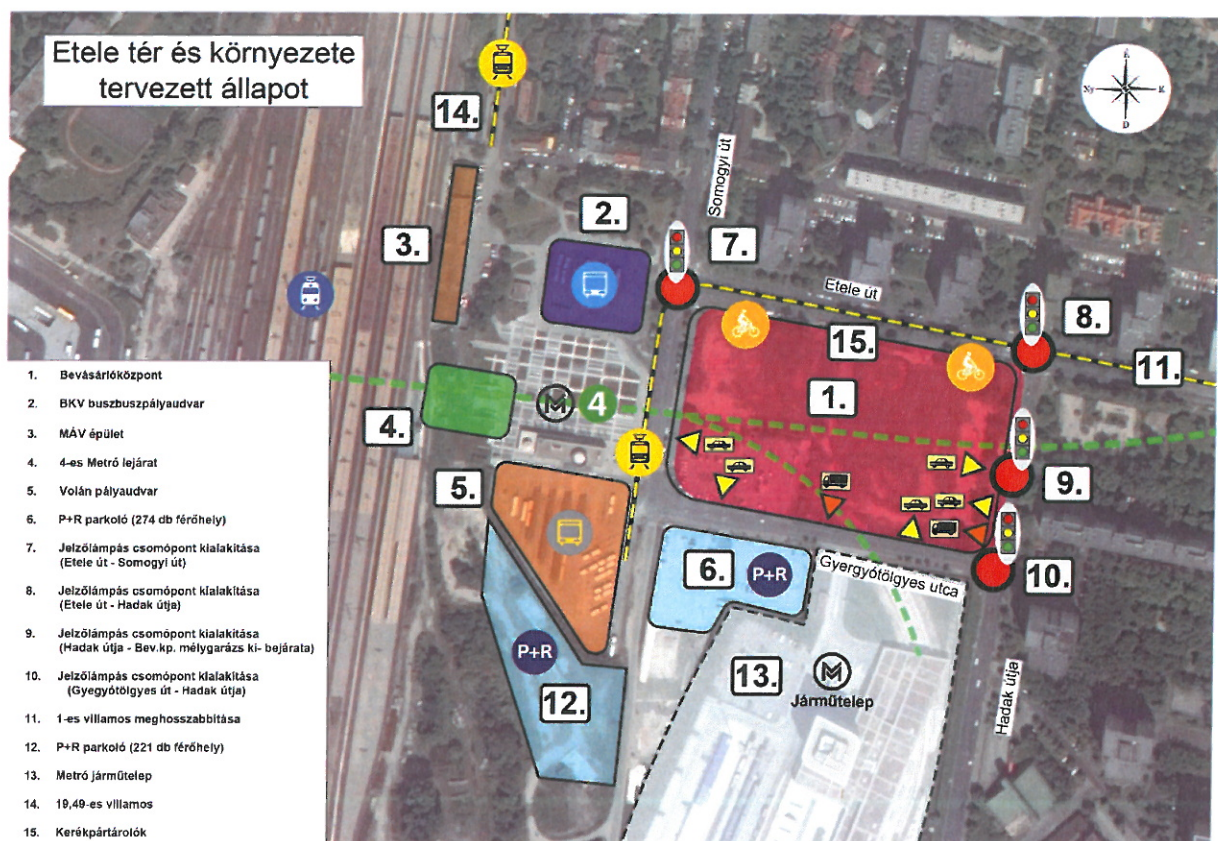 Etele tér és környezete
tervezett állapot
14.
É
Ny
K
D
Somogyi út
2.
3.
7.
Etele út
8.
15.
11.
1.
4
4.
9.
5.
6.
P+R
Gyergyótölgyes utca
10.
P+R
13.
Járműtelep
12.
Hadak útja
1. Bevásárlóközpont
2. BKV buszbuszpályaudvar
3. MÁV épület
4. 4-es Metró lejárat
5. Volán pályaudvar
6. P+R parkoló (274 db férőhely)
7. Jelzőlámpás csomópont kialakítása
(Etele út - Somogyi út)
8. Jelzőlámpás csomópont kialakítása
(Etele út - Hadak útja)
9. Jelzőlámpás csomópont kialakítása
(Hadak útja - Bev.kp. mélygarázs ki- bejárata)
10. Jelzőlámpás csomópont kialakítása
(Gyegyótölgyes út - Hadak útja)
11. 1-es villamos meghosszabbitása
12. P+R parkoló (221 db férőhely)
13. Metró járműtelep
14. 19,49-es villamos
15. Kerékpártárolók